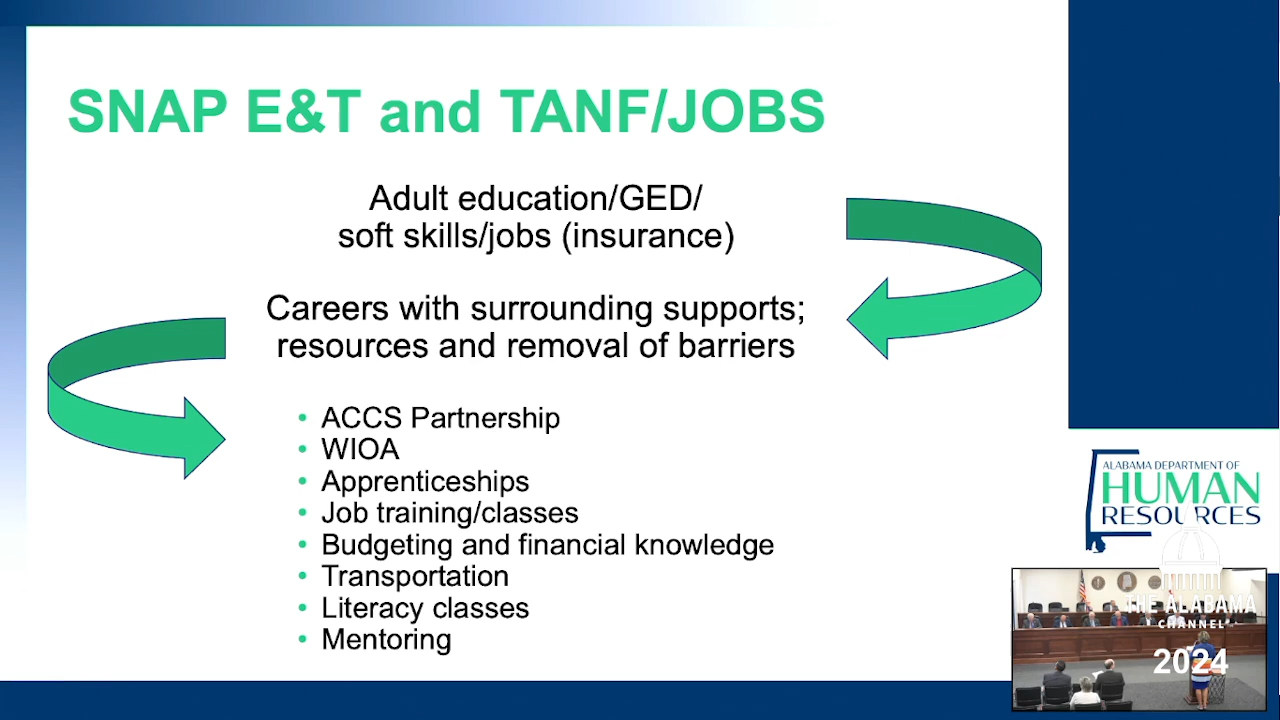 SNAP E&T and TANF/JOBS
Adult education/GED/
soft skills/jobs (insurance)
Careers with surrounding supports;
resources and removal of barriers
• ACCS Partnership
• WIOA
• Apprenticeships
• Job training/classes
• Budgeting and financial knowledge
• Transportation
• Literacy classes
• Mentoring
ALABAMA DEPARTMENT OF
HUMAN
RESOURCES
THE ALABAMA
CHANNEL
2024